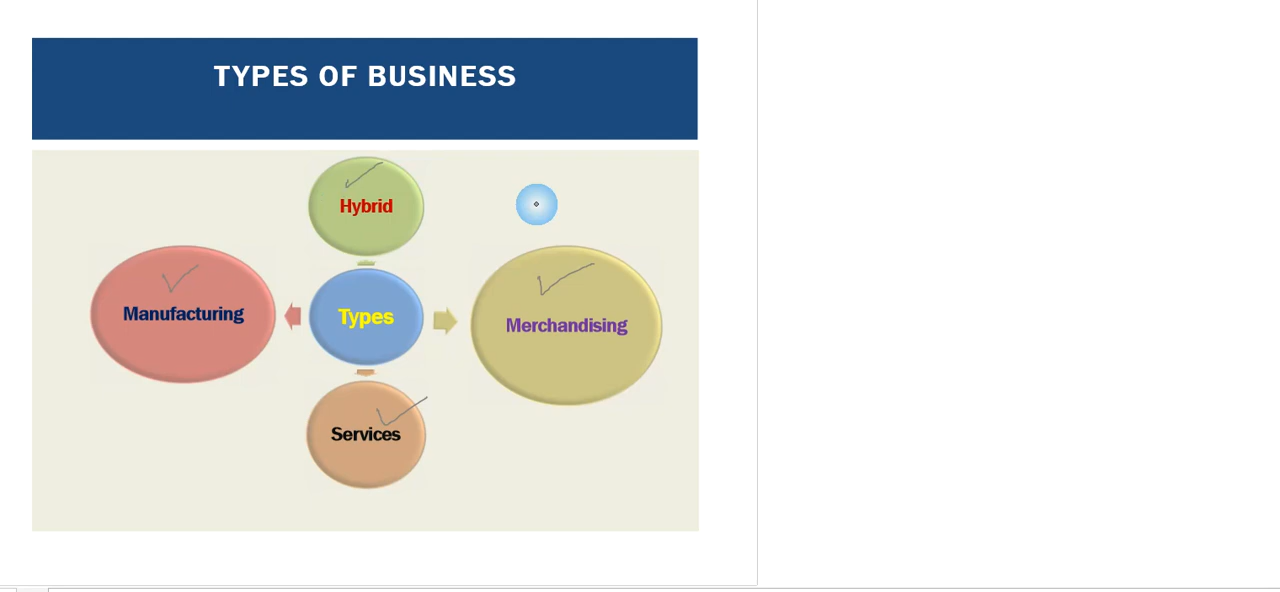 TYPES OF BUSINESS
Hybrid
Manufacturing
Types
Merchandising
Services